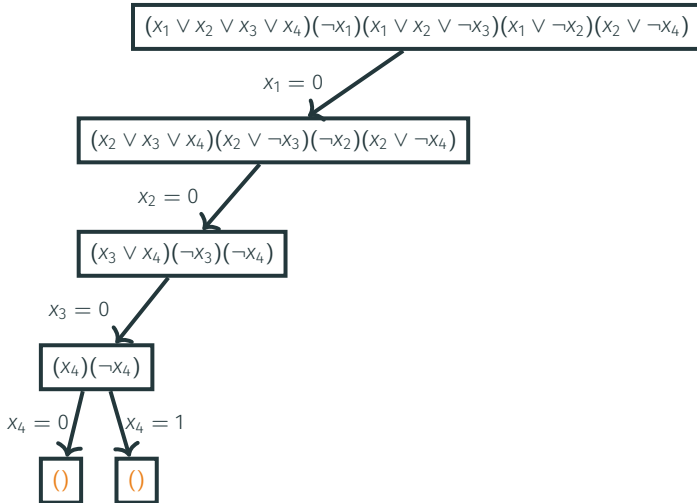 (x₁ ∨ x₂ ∨ x₃ ∨ x₄)(¬x₁)(x₁ ∨ x₂ ∨ ¬x₃)(x₁ ∨ ¬x₂)(x₂ ∨ ¬x₄)
x₁ = 0
(x₂ ∨ x₃ ∨ x₄)(x₂ ∨ ¬x₃)(¬x₂)(x₂ ∨ ¬x₄)
x₂ = 0
(x₃ ∨ x₄)(¬x₃)(¬x₄)
x₃ = 0
(x₄)(¬x₄)
x₄ = 0 x₄ = 1
() ()